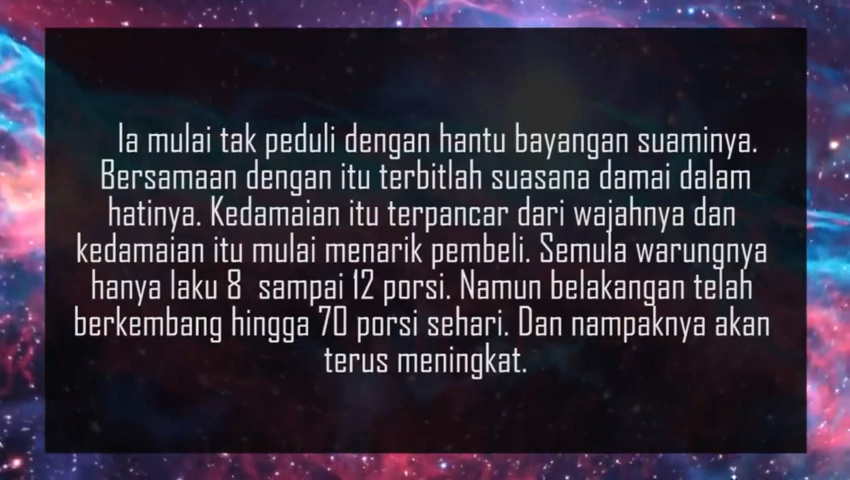 Ia mulai tak peduli dengan hantu bayangan suaminya.
Bersamaan dengan itu terbitlah suasana damai dalam
hatinya. Kedamaian itu terpancar dari wajahnya dan
kedamaian itu mulai menarik pembeli. Semula warungnya
hanya laku 8  sampai 12 porsi. Namun belakangan telah
berkembang hingga 70 porsi sehari. Dan nampaknya akan
terus meningkat.